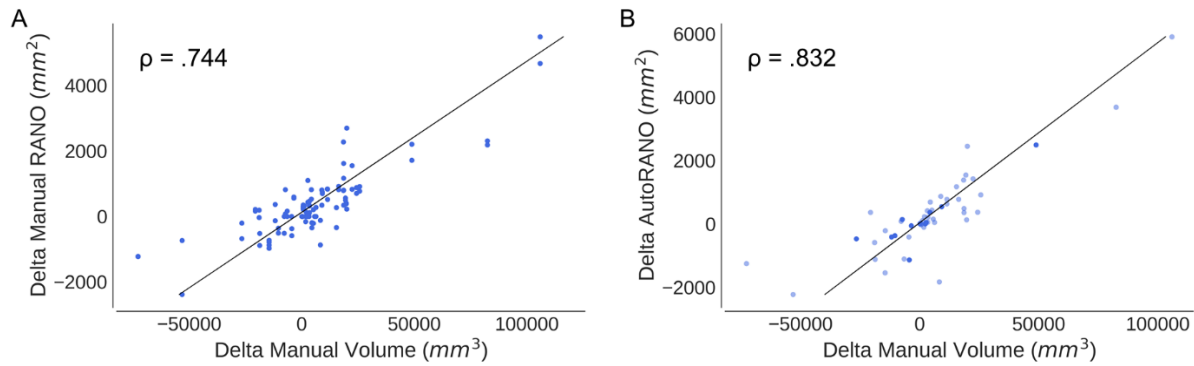 A
ρ = .744
Delta Manual RANO (mm²)
4000
2000
0
−2000
−50000 0 50000 100000
Delta Manual Volume (mm³)
B
ρ = .832
Delta AutoRANO (mm²)
6000
4000
2000
0
−2000
−50000 0 50000 100000
Delta Manual Volume (mm³)